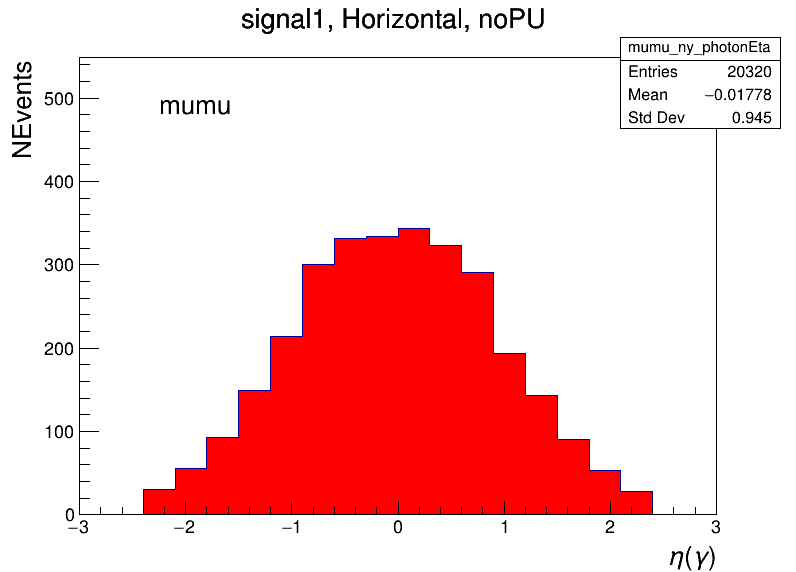 signal1, Horizontal, noPU
mumu_ny_photonEta
Entries 20320
Mean −0.01778
Std Dev 0.945
NEvents
mumu
500
400
300
200
100
0
−3 −2 −1 0 1 2 3
η(γ)